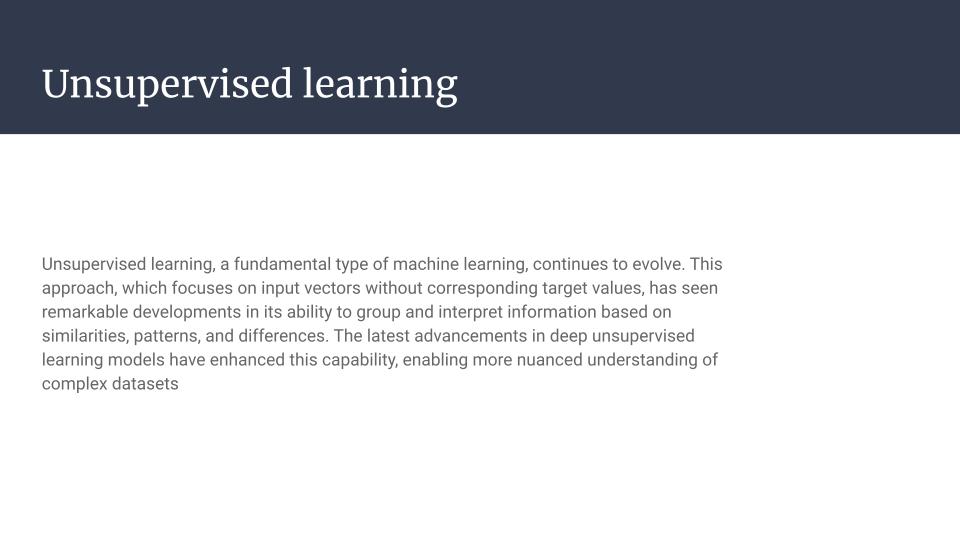 Unsupervised learning
Unsupervised learning, a fundamental type of machine learning, continues to evolve. This
approach, which focuses on input vectors without corresponding target values, has seen
remarkable developments in its ability to group and interpret information based on
similarities, patterns, and differences. The latest advancements in deep unsupervised
learning models have enhanced this capability, enabling more nuanced understanding of
complex datasets